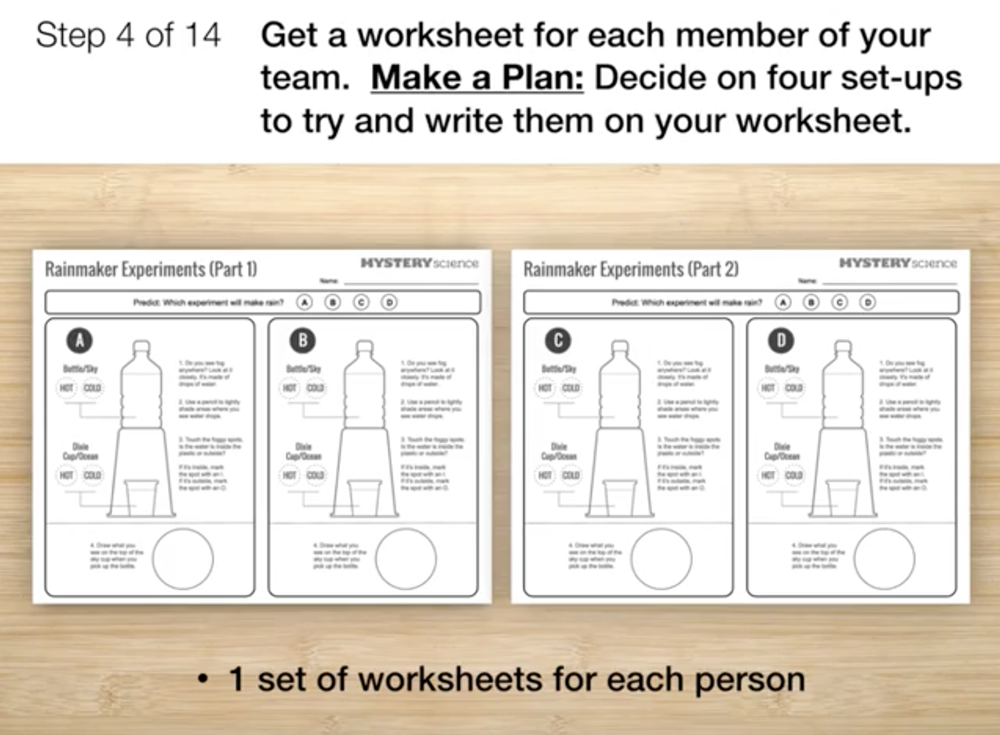 Step 4 of 14
Get a worksheet for each member of your
team. Make a Plan: Decide on four set-ups
to try and write them on your worksheet.
Rainmaker Experiments (Part 1)
MYSTERY science
Name:
Predict: Which experiment will make rain? A B C D
A
Bottle/Sky
HOT COLD
Dixie
Cup/Ocean
HOT COLD
1. Do you see fog
anywhere? Look at it
closely. It's made of
drops of water.
2. Use a pencil to lightly
shade areas where you
see water drops.
3. Touch the foggy spots.
Is the water is inside the
plastic or outside?
If it's inside, mark
the spot with an I.
If it's outside, mark
the spot with an O.
4. Draw what you
see on the top of the
sky cup when you
pick up the bottle.
B
Bottle/Sky
HOT COLD
Dixie
Cup/Ocean
HOT COLD
1. Do you see fog
anywhere? Look at it
closely. It's made of
drops of water.
2. Use a pencil to lightly
shade areas where you
see water drops.
3. Touch the foggy spots.
Is the water is inside the
plastic or outside?
If it's inside, mark
the spot with an I.
If it's outside, mark
the spot with an O.
4. Draw what you
see on the top of the
sky cup when you
pick up the bottle.
Rainmaker Experiments (Part 2)
MYSTERY science
Name:
Predict: Which experiment will make rain? A B C D
C
Bottle/Sky
HOT COLD
Dixie
Cup/Ocean
HOT COLD
1. Do you see fog
anywhere? Look at it
closely. It's made of
drops of water.
2. Use a pencil to lightly
shade areas where you
see water drops.
3. Touch the foggy spots.
Is the water is inside the
plastic or outside?
If it's inside, mark
the spot with an I.
If it's outside, mark
the spot with an O.
4. Draw what you
see on the top of the
sky cup when you
pick up the bottle.
D
Bottle/Sky
HOT COLD
Dixie
Cup/Ocean
HOT COLD
1. Do you see fog
anywhere? Look at it
closely. It's made of
drops of water.
2. Use a pencil to lightly
shade areas where you
see water drops.
3. Touch the foggy spots.
Is the water is inside the
plastic or outside?
If it's inside, mark
the spot with an I.
If it's outside, mark
the spot with an O.
4. Draw what you
see on the top of the
sky cup when you
pick up the bottle.
• 1 set of worksheets for each person